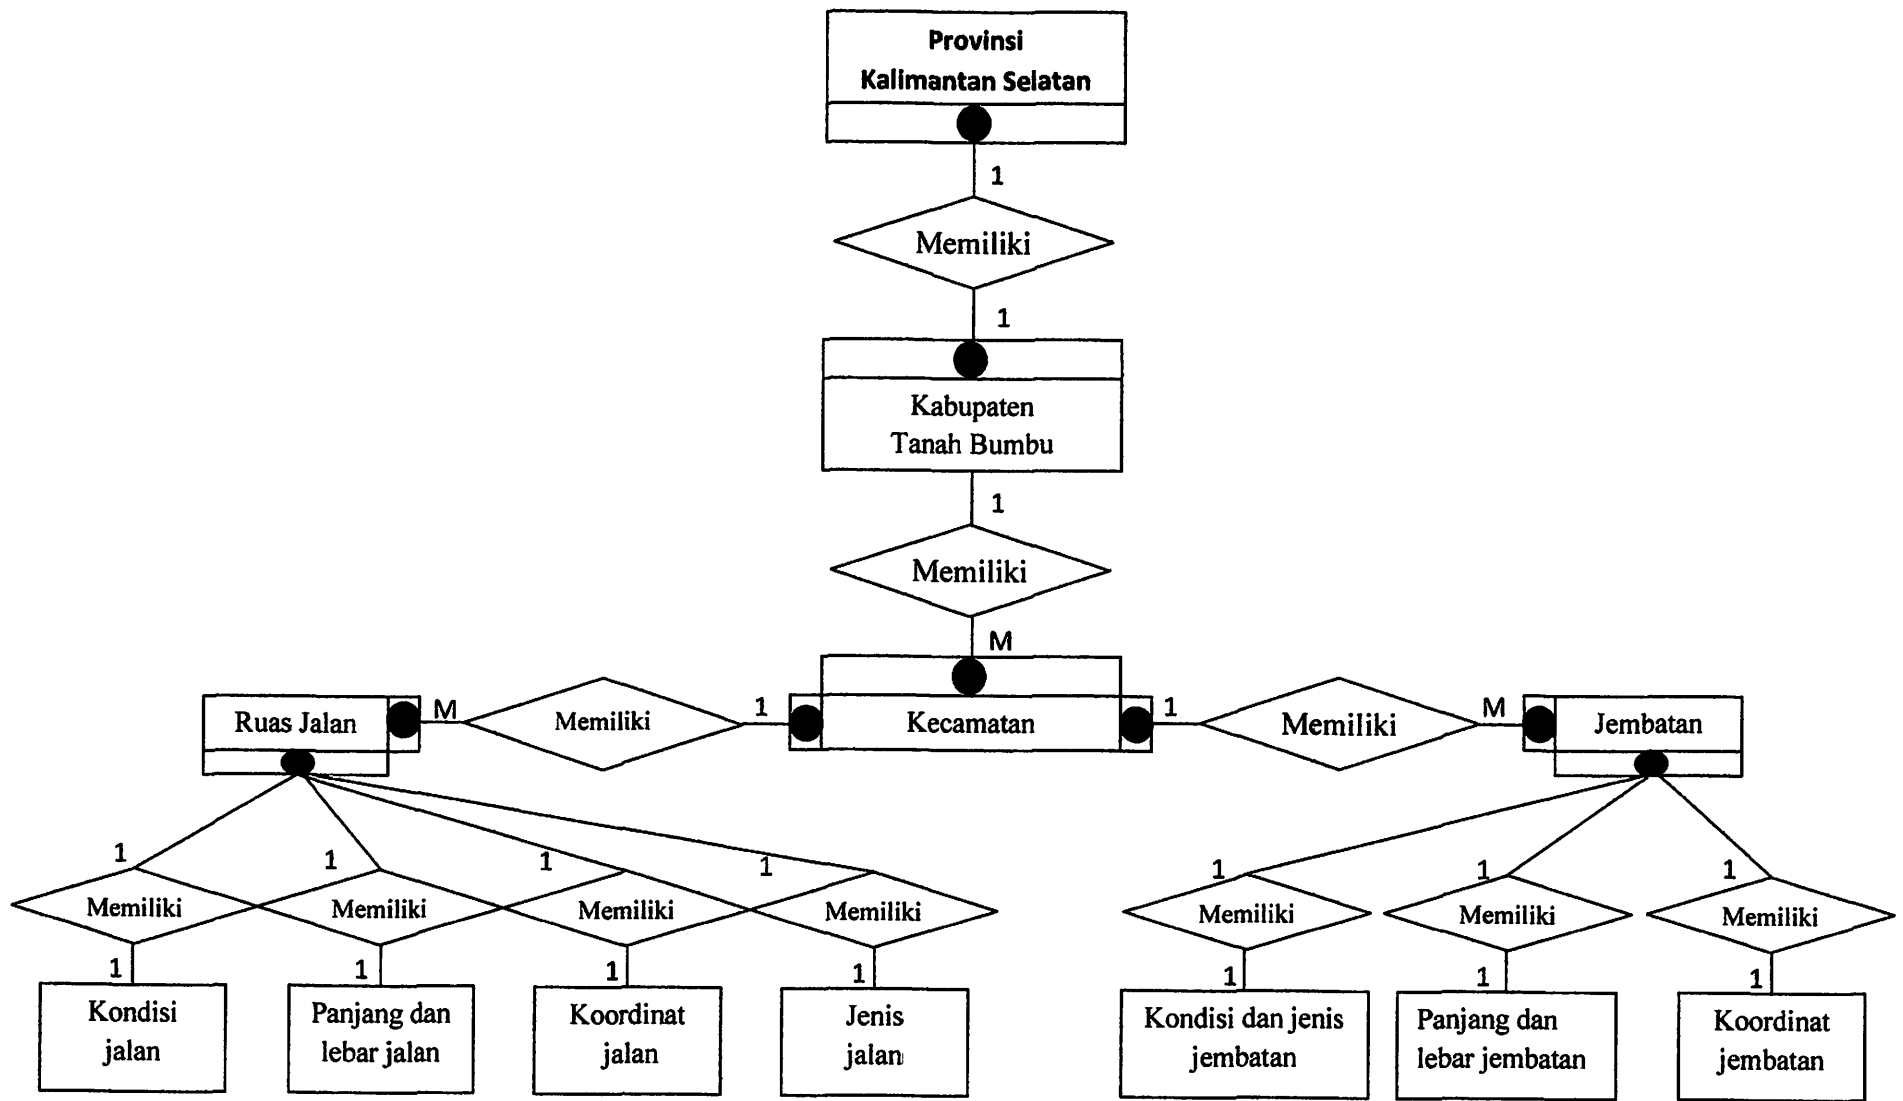 Provinsi
Kalimantan Selatan
1
Memiliki
1
Kabupaten
Tanah Bumbu
1
Memiliki
M
Ruas Jalan
M
Memiliki
1
Kecamatan
1
Memiliki
M
Jembatan
1
1
1
1
1
1
1
Memiliki
Memiliki
Memiliki
Memiliki
Memiliki
Memiliki
Memiliki
1
1
1
1
1
1
1
Kondisi
jalan
Panjang dan
lebar jalan
Koordinat
jalan
Jenis
jalan
Kondisi dan jenis
jembatan
Panjang dan
lebar jembatan
Koordinat
jembatan